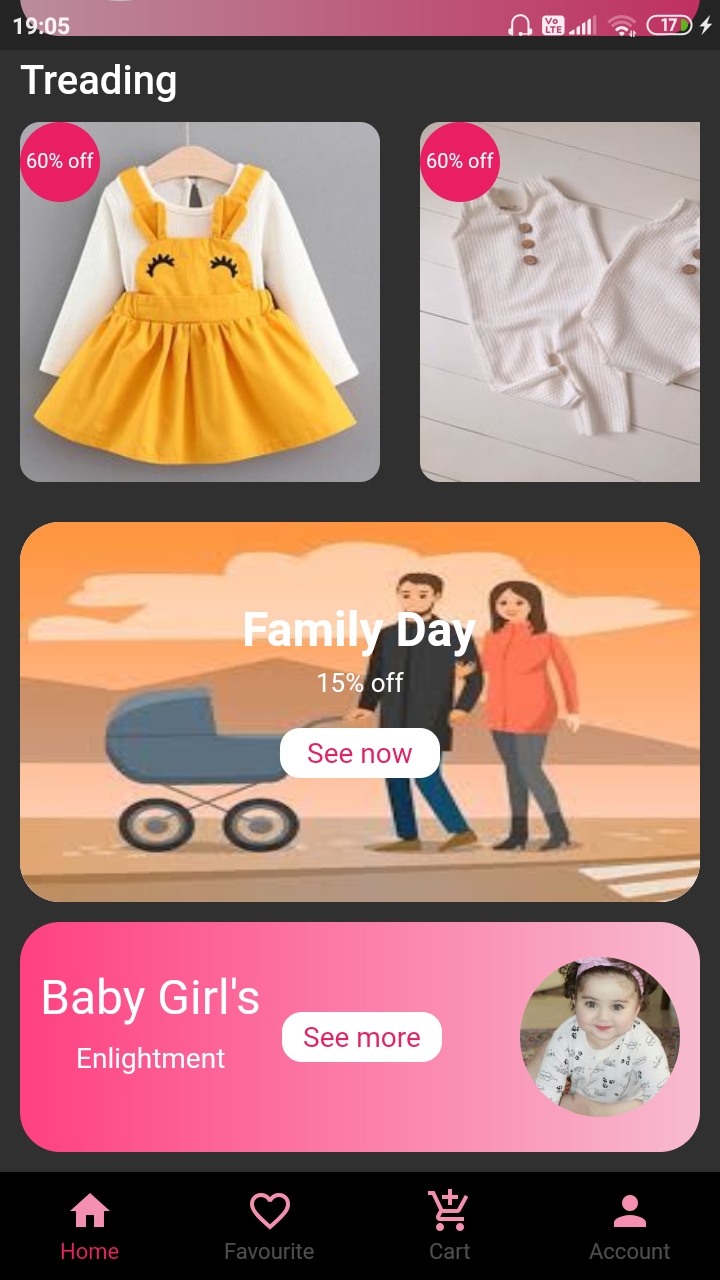 19:05
Vo LTE
17
Treading
60% off
60% off
Family Day
15% off
See now
Baby Girl's
Enlightment
See more
Home
Favourite
Cart
Account